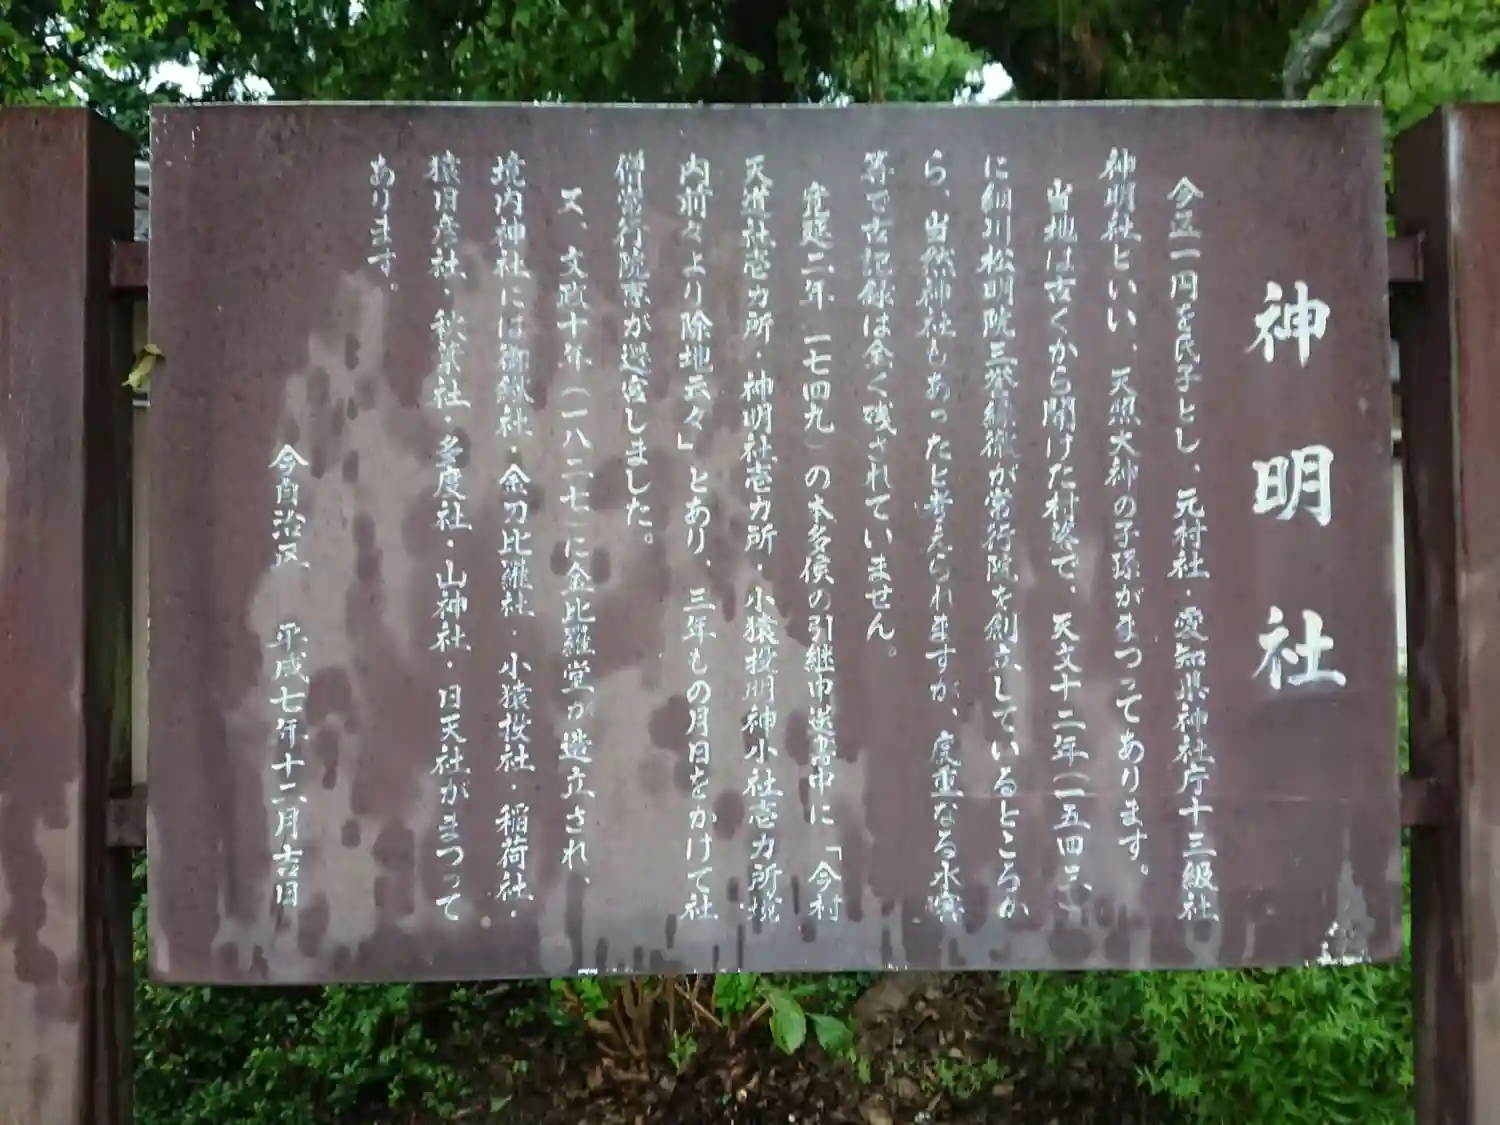 神明社
今区一円を氏子とし、元村社・愛知県神社庁十三級社
神明社といい、天照大神の子孫がまつってあります。
当地は古くから開けた村落で、天文十二年(一五四三)
に細川松明院三挙 が常行院を創立しているところか
ら、当然神社もあったと考えられますが、度重なる水害
等で古記録は全く残されていません。
寛延二年(一七四九)の本多侯の引継申送書中に「今村
天道社壱カ所・神明社壱カ所・小猿投明神小社壱カ所境
内前々より除地云々」とあり、三年もの月日をかけて社
僧常行院 が遷宮しました。
又、文政十年(一八二七)に金比羅堂が造立され、
境内神社には御鍬社・金刀比羅社・小猿投社・稲荷社・
猿田彦社・秋葉社・多度社・山神社・日天社がまつって
あります。
今自治区 平成七年十二月吉日